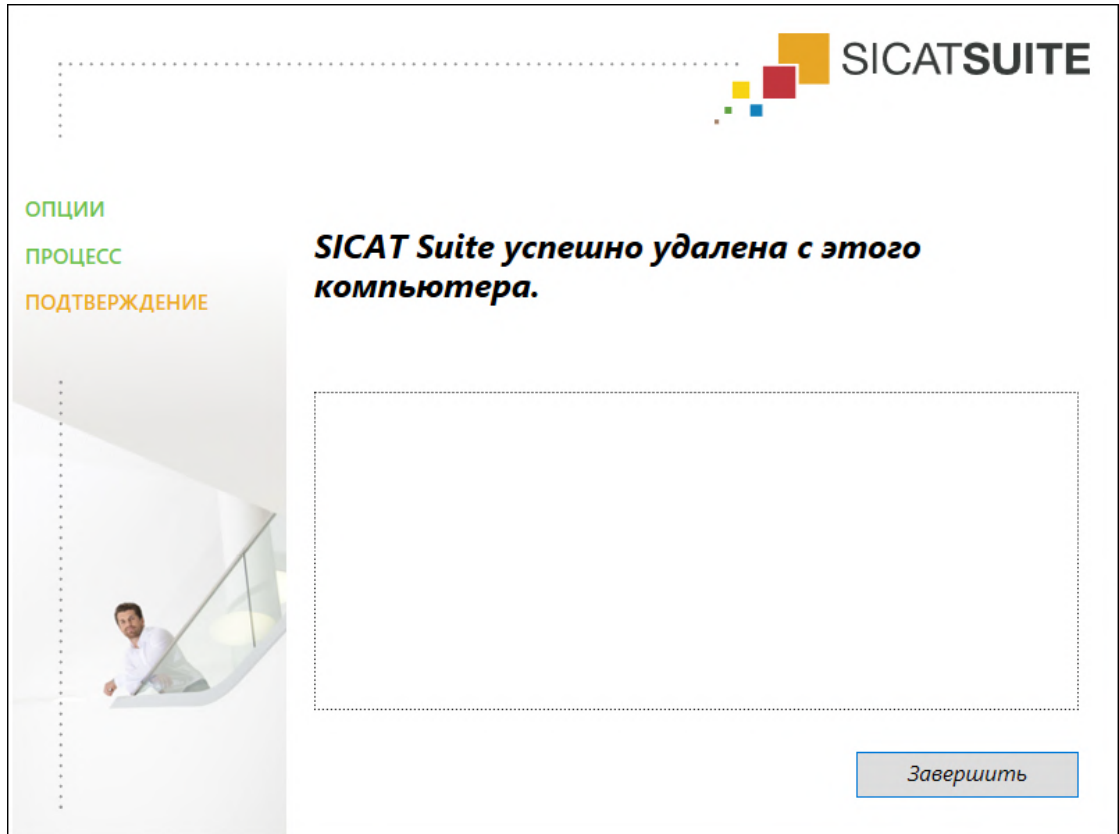 SICATSUITE
ОПЦИИ
ПРОЦЕСС
ПОДТВЕРЖДЕНИЕ
SICAT Suite успешно удалена с этого
компьютера.
Завершить